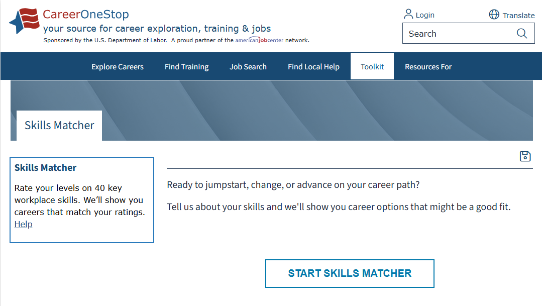 CareerOneStop
your source for career exploration, training & jobs
Sponsored by the U.S. Department of Labor. A proud partner of the americanjobcenter network.
Login
Translate
Search
Explore Careers
Find Training
Job Search
Find Local Help
Toolkit
Resources For
Skills Matcher
Skills Matcher
Rate your levels on 40 key
workplace skills. We'll show you
careers that match your ratings.
Help
Ready to jumpstart, change, or advance on your career path?
Tell us about your skills and we'll show you career options that might be a good fit.
START SKILLS MATCHER